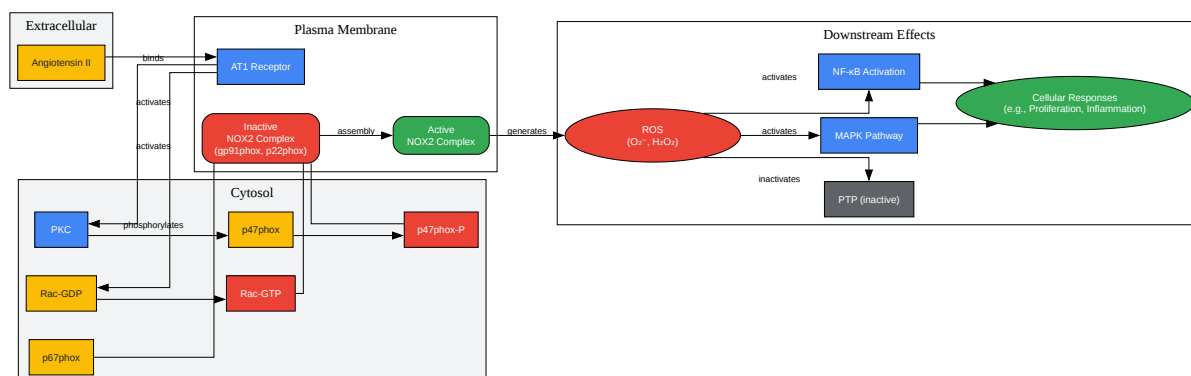 Extracellular
Angiotensin II
binds
Plasma Membrane
AT1 Receptor
activates
activates
Inactive
NOX2 Complex
(gp91phox, p22phox)
assembly
Active
NOX2 Complex
generates
Cytosol
PKC
phosphorylates
p47phox
p47phox-P
Rac-GDP
Rac-GTP
p67phox
Downstream Effects
ROS
(O₂⁻, H₂O₂)
activates
NF-κB Activation
activates
MAPK Pathway
inactivates
PTP (inactive)
Cellular Responses
(e.g., Proliferation, Inflammation)